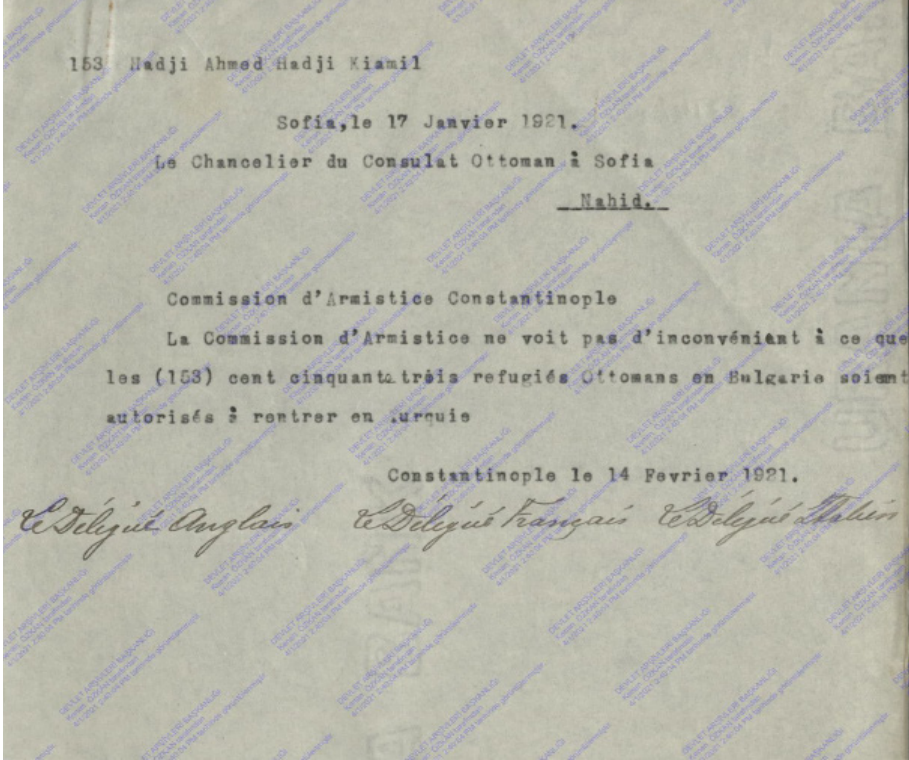 153 Hadji Ahmed Hadji Kiamil
Sofia,le 17 Janvier 1921.
Le Chancelier du Consulat Ottoman à Sofia
Nahid.
Commission d'Armistice Constantinople
La Commission d'Armistice ne voit pas d'inconvénient à ce que
les (153) cent cinquante trois refugiés Ottomans en Bulgarie soient
autorisés à rentrer en Turquie
Constantinople le 14 Fevrier 1921.
Le Délégué Anglais Le Délégué Français Le Délégué Italien